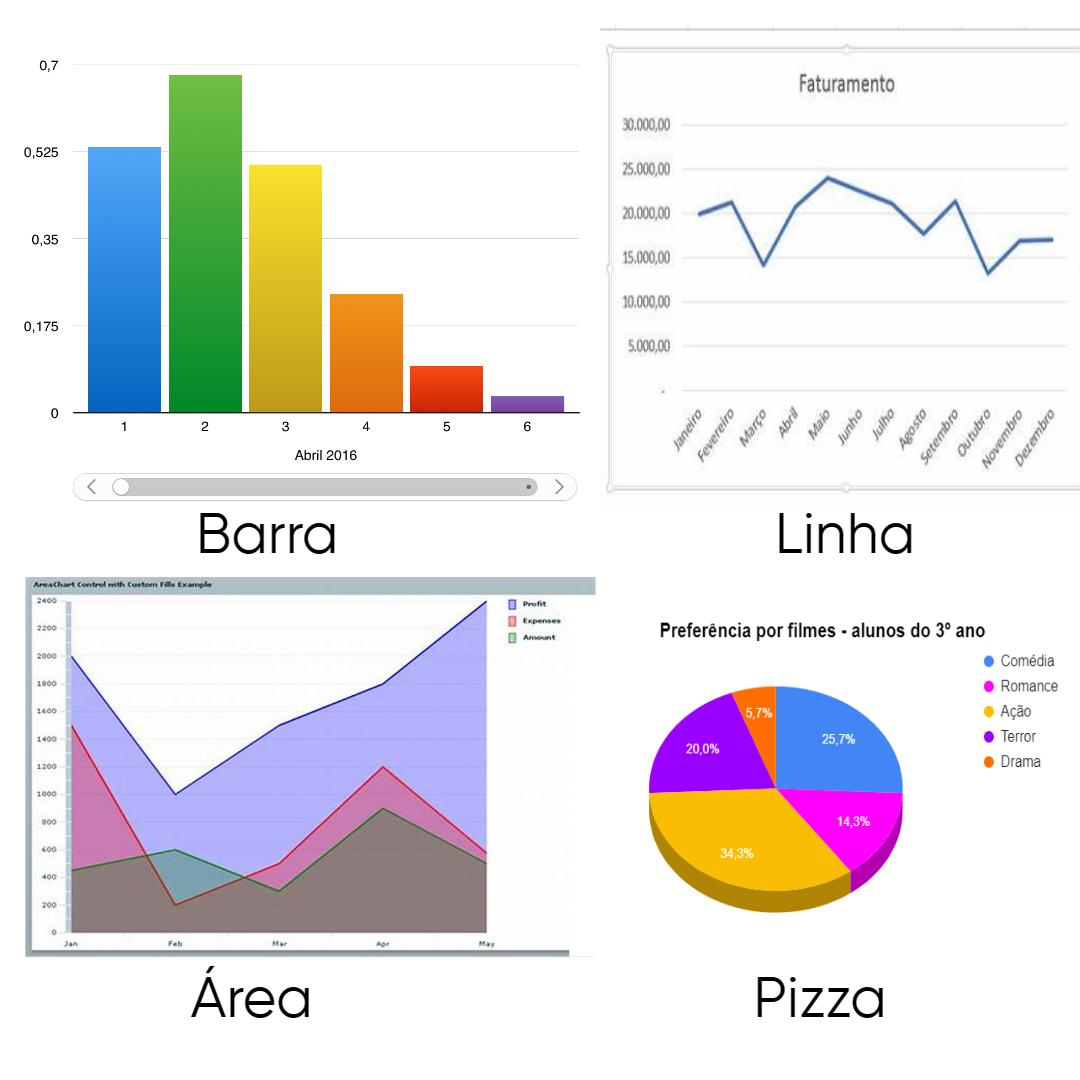 0,7
0,525
0,35
0,175
0
1 2 3 4 5 6
Abril 2016
Barra
Faturamento
30.000,00
25.000,00
20.000,00
15.000,00
10.000,00
5.000,00
-
Janeiro Fevereiro Março Abril Maio Junho Julho Agosto Setembro Outubro Novembro Dezembro
Linha
AreaChart Control with Custom Fills Example
2400
2200
2000
1800
1600
1400
1200
1000
800
600
400
200
0
Jan Feb Mar Apr May
Profit
Expenses
Amount
Área
Preferência por filmes - alunos do 3º ano
Comédia
Romance
Ação
Terror
Drama
5,7%
25,7%
20,0%
14,3%
34,3%
Pizza